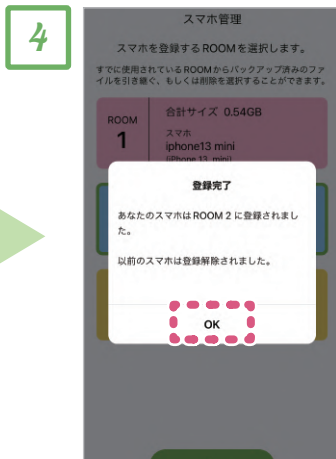 4
スマホ管理
スマホを登録するROOMを選択します。
すでに使用されているROOMからバックアップ済みのファ
イルを引き継ぐ、もしくは削除を選択することができます。
ROOM
1
合計サイズ 0.54GB
スマホ
iphone13 mini
(iPhone 13 mini)
登録完了
あなたのスマホはROOM 2 に登録されまし
た。
以前のスマホは登録解除されました。
OK